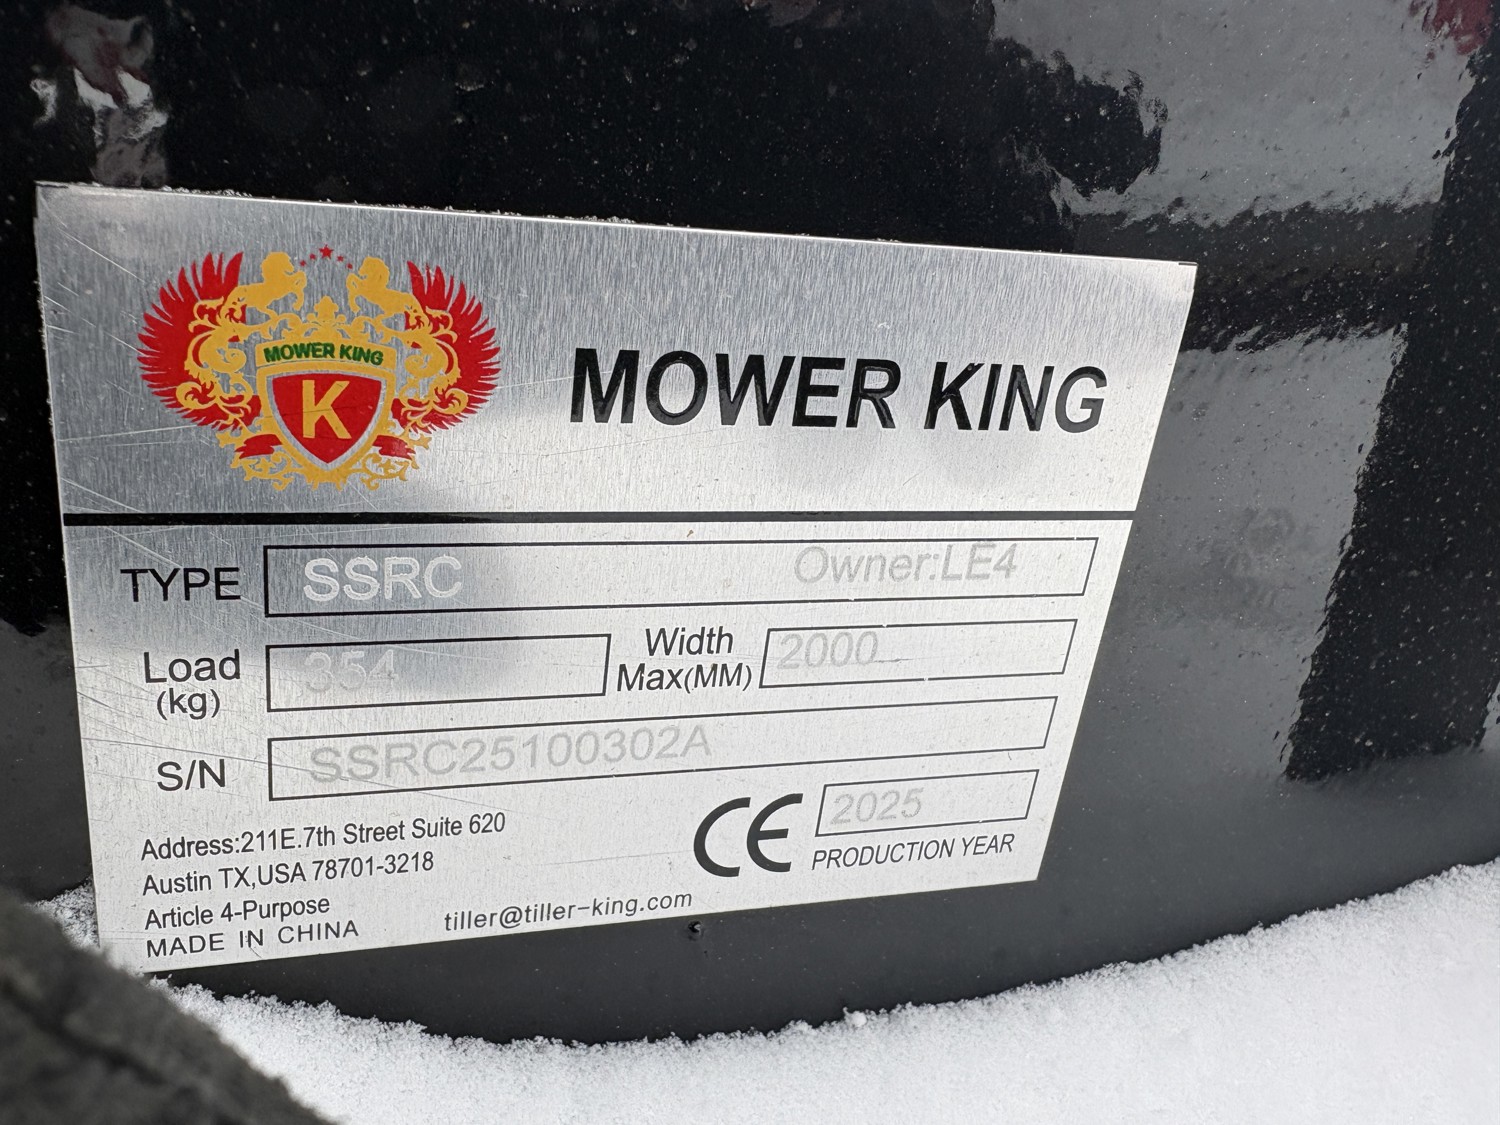 MOWER KING
K
MOWER KING
TYPE SSRC Owner:LE4
Load (kg) 354 Width Max(MM) 2000
S/N SSRC25100302A
Address:211E.7th Street Suite 620
Austin TX,USA 78701-3218
Article 4-Purpose
MADE IN CHINA
tiller@tiller-king.com
CE 2025
PRODUCTION YEAR